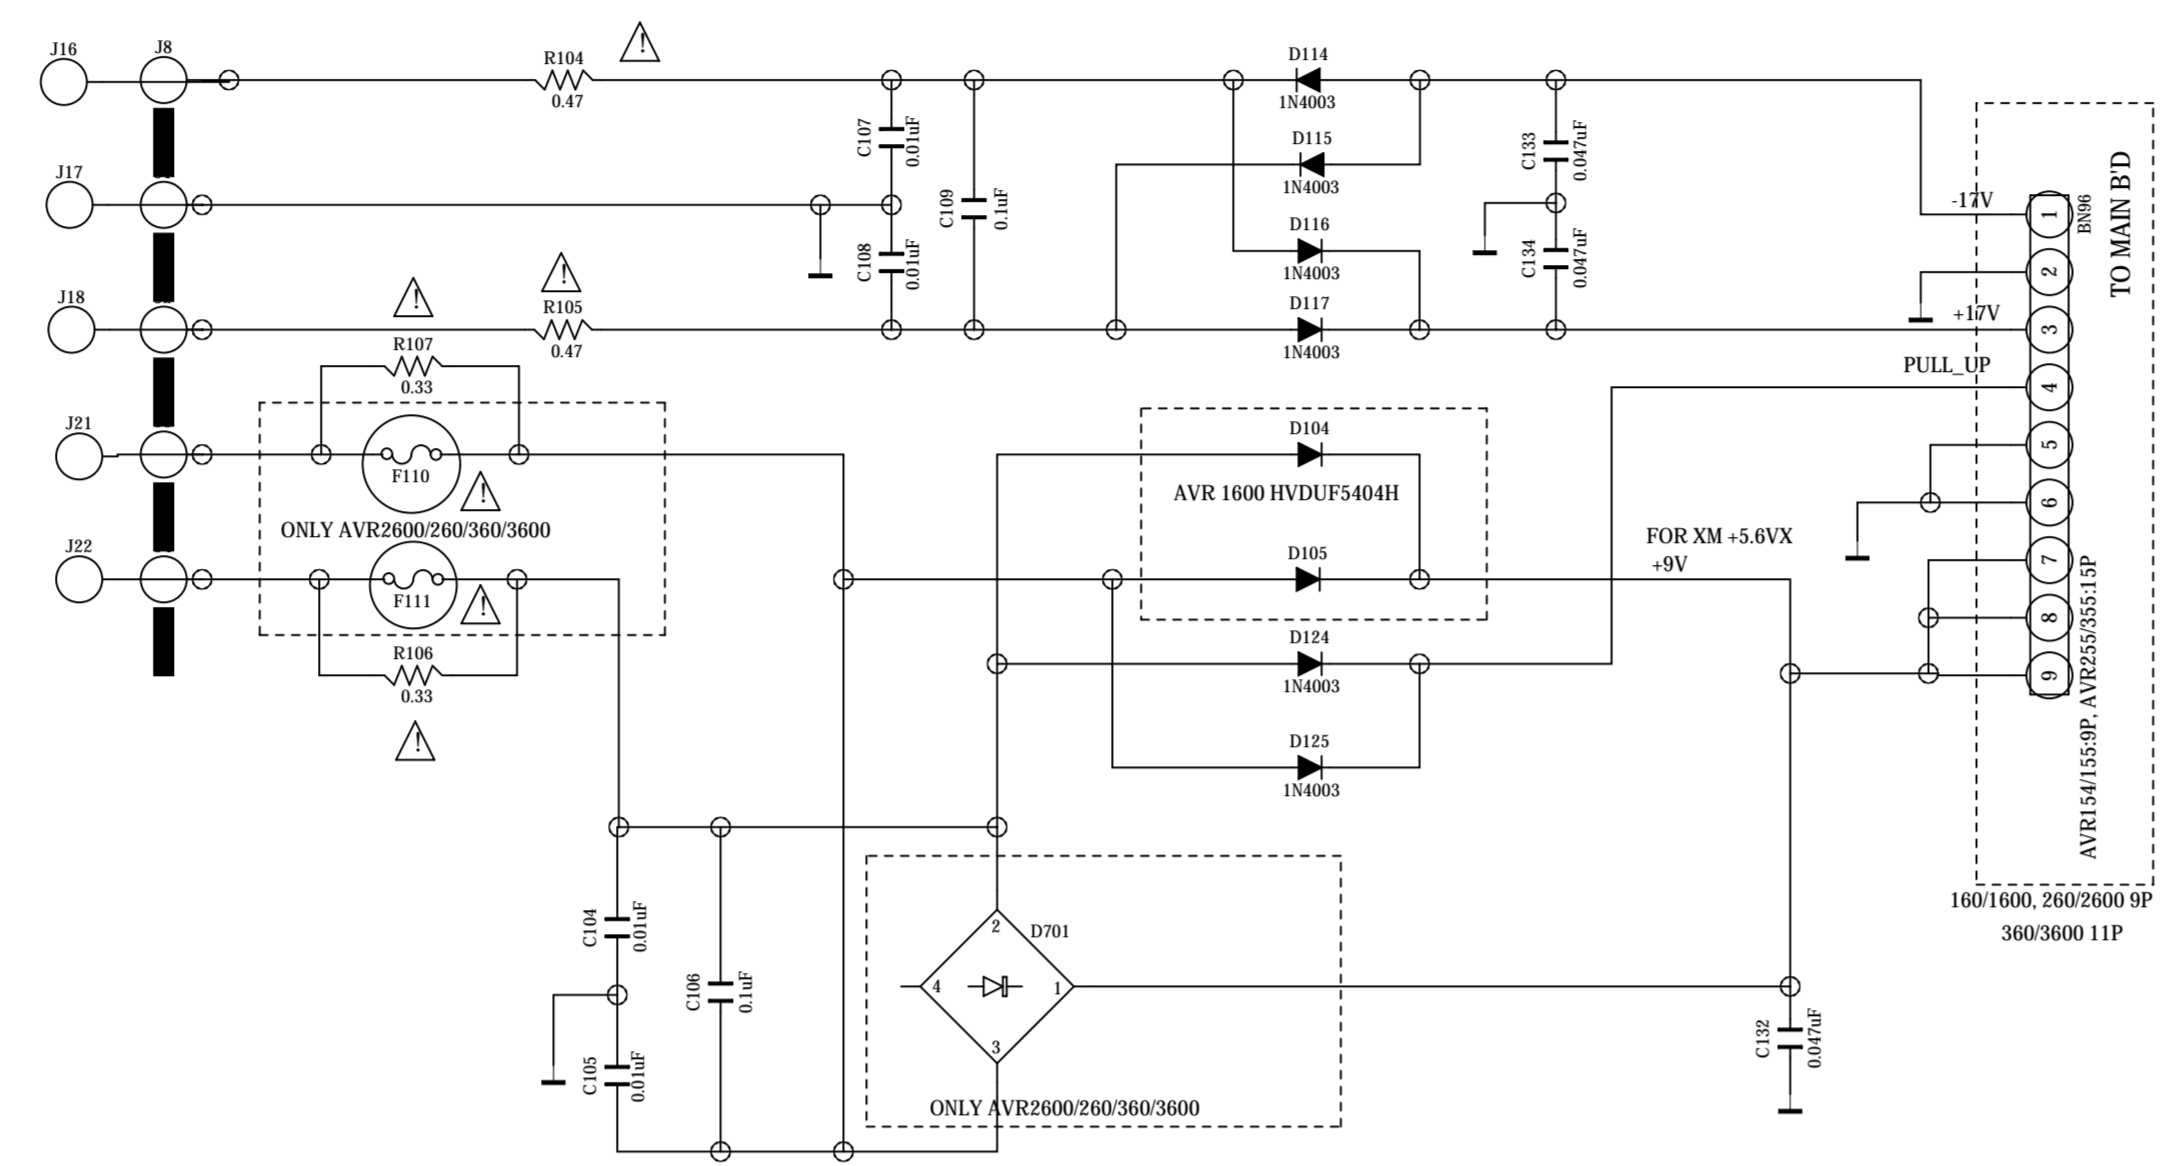 J16
J8
R104
0.47
!
D114
1N4003
C107
0.01uF
D115
1N4003
C133
0.047uF
J17
C109
0.1uF
-17V
1
BN96
TO MAIN B'D
D116
1N4003
C108
0.01uF
C134
0.047uF
2
J18
!
!
R105
0.47
D117
1N4003
+17V
3
R107
0.33
PULL_UP
4
J21
F110
!
D104
AVR 1600 HVDUF5404H
5
6
ONLY AVR2600/260/360/3600
J22
F111
!
D105
FOR XM +5.6VX
+9V
7
8
9
AVR154/155:9P, AVR255/355:15P
R106
0.33
!
D124
1N4003
D125
1N4003
160/1600, 260/2600 9P
360/3600 11P
C104
0.01uF
C106
0.1uF
C105
0.01uF
2
D701
4
1
3
ONLY AVR2600/260/360/3600
C132
0.047uF